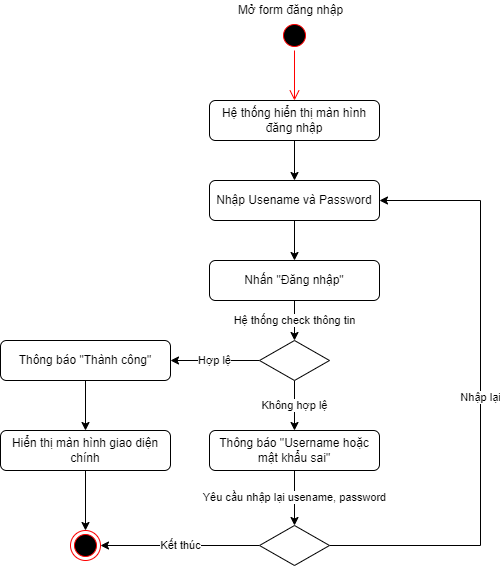 Mở form đăng nhập
Hệ thống hiển thị màn hình
đăng nhập
Nhập Usename và Password
Nhấn "Đăng nhập"
Hệ thống check thông tin
Thông báo "Thành công"
Hợp lệ
Nhập lại
Không hợp lệ
Hiển thị màn hình giao diện
chính
Thông báo "Username hoặc
mật khẩu sai"
Yêu cầu nhập lại usename, password
Kết thúc